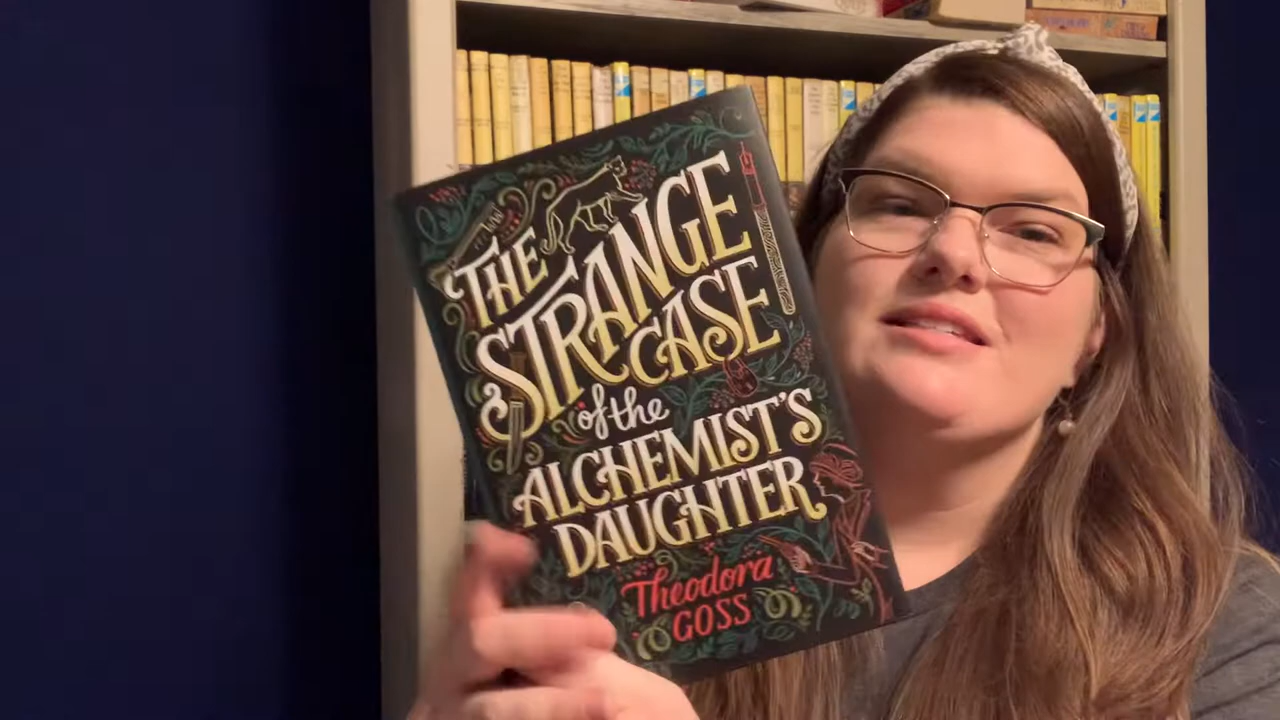 THE
STRANGE
CASE
of the
ALCHEMIST'S
DAUGHTER
Theodora
GOSS